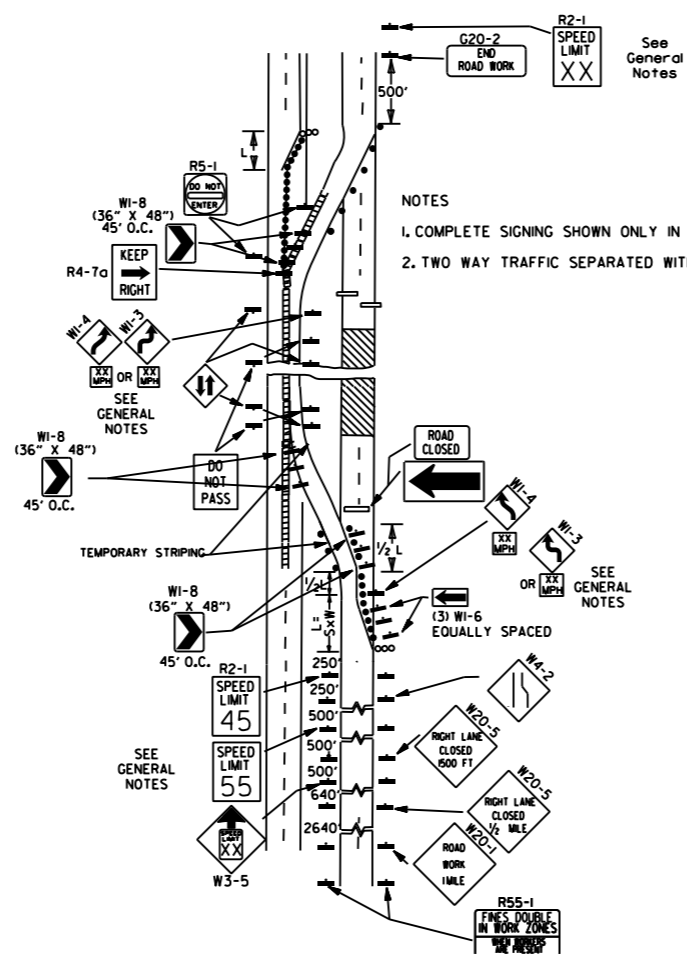 R2-1
SPEED
LIMIT
XX
See
General
Notes
G20-2
END
ROAD WORK
500'
L
R5-1
DO NOT
ENTER
W1-8
(36" X 48")
45' O.C.
R4-7a
KEEP
RIGHT
NOTES
1. COMPLETE SIGNING SHOWN ONLY IN
2. TWO WAY TRAFFIC SEPARATED WIT
W1-4
W1-3
XX
MPH
OR
XX
MPH
SEE
GENERAL
NOTES
W1-8
(36" X 48")
45' O.C.
DO
NOT
PASS
ROAD
CLOSED
W1-4
XX
MPH
W1-3
OR
XX
MPH
SEE
GENERAL
NOTES
TEMPORARY STRIPING
1/2 L
1/2 L
L=
SxW
(3) W1-6
EQUALLY SPACED
W1-8
(36" X 48")
45' O.C.
R2-1
SPEED
LIMIT
45
250'
250'
500'
500'
500'
640'
2640'
W4-2
SEE
GENERAL
NOTES
SPEED
LIMIT
55
W20-5
RIGHT LANE
CLOSED
1500 FT
W20-5
RIGHT LANE
CLOSED
1/2 MILE
SPEED
LIMIT
XX
W3-5
W20-1
ROAD
WORK
1 MILE
R55-1
FINES DOUBLE
IN WORK ZONES
WHEN WORKERS
ARE PRESENT